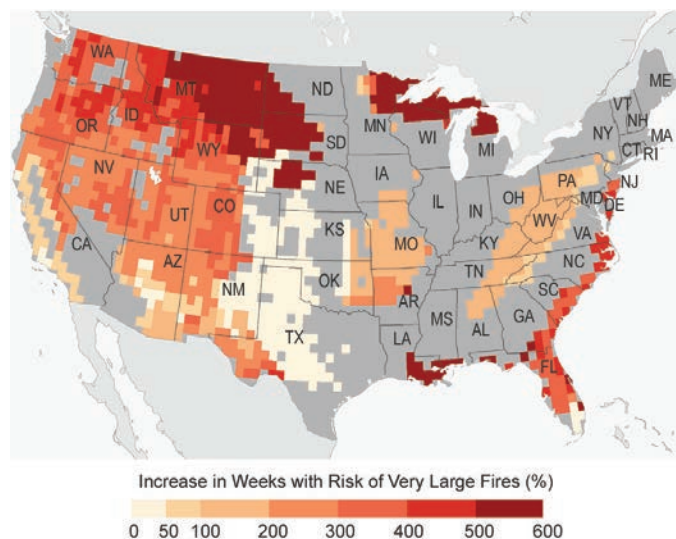 WA
MT
ND
ME
OR
ID
MN
VT
NH
SD
WI
NY
MA
WY
MI
CT
RI
IA
PA
NV
NE
NJ
OH
MD
DE
UT
CO
IL
IN
WV
CA
KS
MO
KY
VA
AZ
NM
OK
TN
NC
AR
SC
TX
MS
AL
GA
LA
FL
Increase in Weeks with Risk of Very Large Fires (%)
0 50 100 200 300 400 500 600